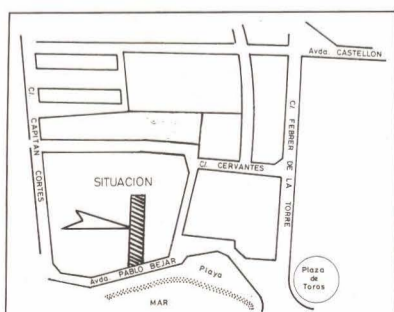 Avda. CASTELLON
C/. CAPITAN CORTES
C/. FEBRER DE LA TORRE
C/. CERVANTES
SITUACION
Avda. PABLO BEJAR
Playa
MAR
Plaza
de
Toros